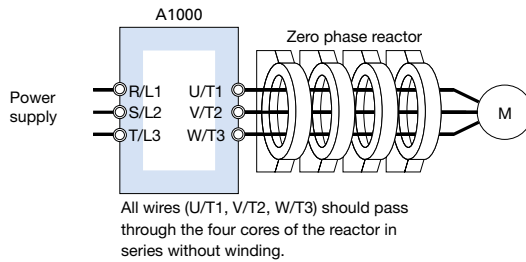 A1000
Zero phase reactor
Power
supply
R/L1 U/T1
S/L2 V/T2
T/L3 W/T3
M
All wires (U/T1, V/T2, W/T3) should pass
through the four cores of the reactor in
series without winding.